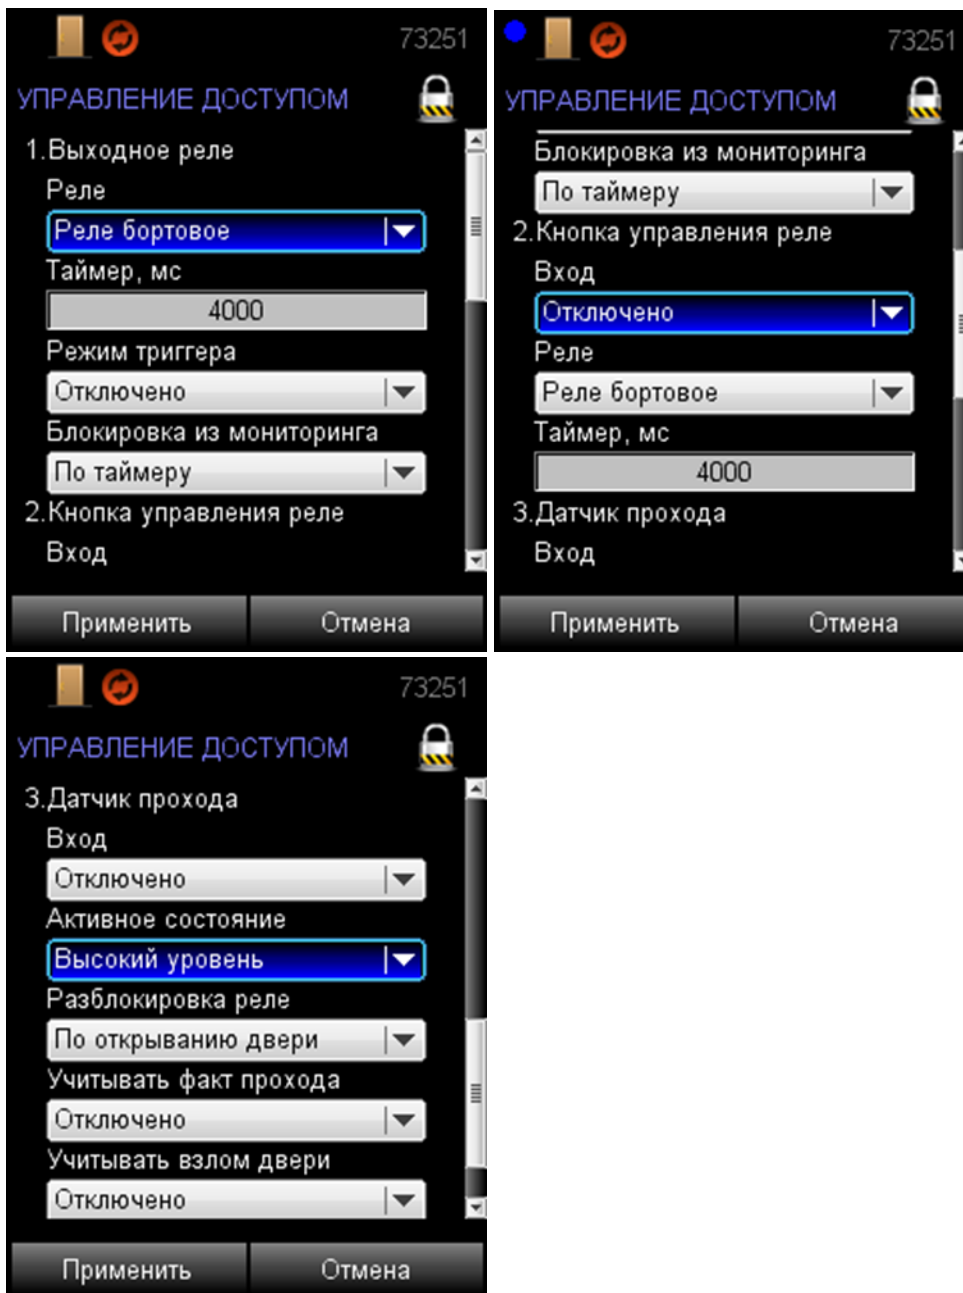 73251
УПРАВЛЕНИЕ ДОСТУПОМ
1.Выходное реле
Реле
Реле бортовое
Таймер, мс
4000
Режим триггера
Отключено
Блокировка из мониторинга
По таймеру
2.Кнопка управления реле
Вход
Применить
Отмена
73251
УПРАВЛЕНИЕ ДОСТУПОМ
Блокировка из мониторинга
По таймеру
2.Кнопка управления реле
Вход
Отключено
Реле
Реле бортовое
Таймер, мс
4000
3.Датчик прохода
Вход
Применить
Отмена
73251
УПРАВЛЕНИЕ ДОСТУПОМ
3.Датчик прохода
Вход
Отключено
Активное состояние
Высокий уровень
Разблокировка реле
По открыванию двери
Учитывать факт прохода
Отключено
Учитывать взлом двери
Отключено
Применить
Отмена